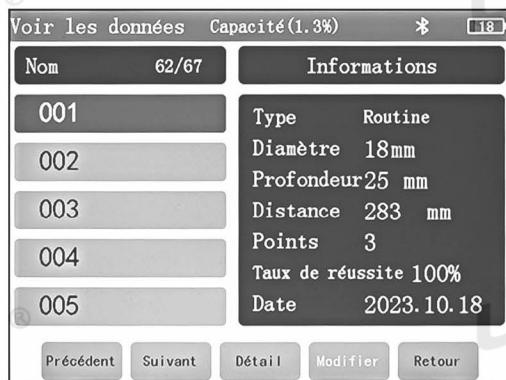 Voir les données Capacité(1.3%) 18
Nom 62/67
Informations
001
002
003
004
005
Type Routine
Diamètre 18mm
Profondeur 25 mm
Distance 283 mm
Points 3
Taux de réussite 100%
Date 2023.10.18
Précédent Suivant Détail Modifier Retour